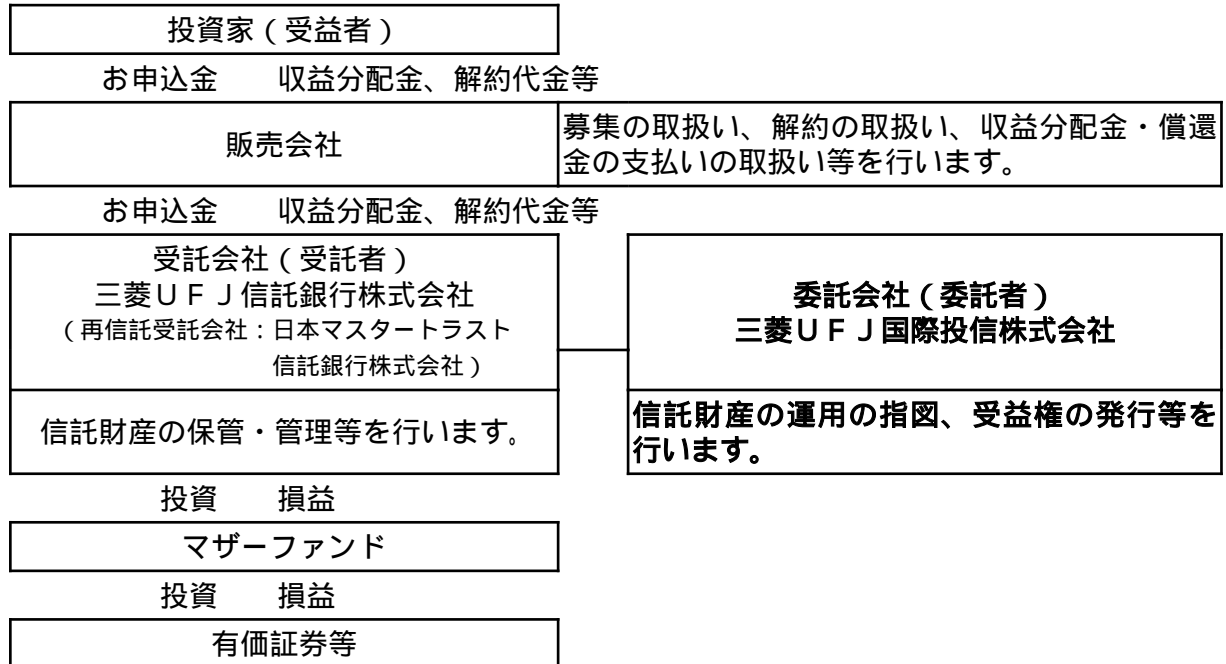 投資家（受益者）
お申込金　　収益分配金、解約代金等
販売会社
募集の取扱い、解約の取扱い、収益分配金・償還
金の支払いの取扱い等を行います。
お申込金　　収益分配金、解約代金等
受託会社（受託者）
三菱ＵＦＪ信託銀行株式会社
（再信託受託会社：日本マスタートラスト
信託銀行株式会社）
委託会社（委託者）
三菱ＵＦＪ国際投信株式会社
信託財産の保管・管理等を行います。
信託財産の運用の指図、受益権の発行等を
行います。
投資　　損益
マザーファンド
投資　　損益
有価証券等